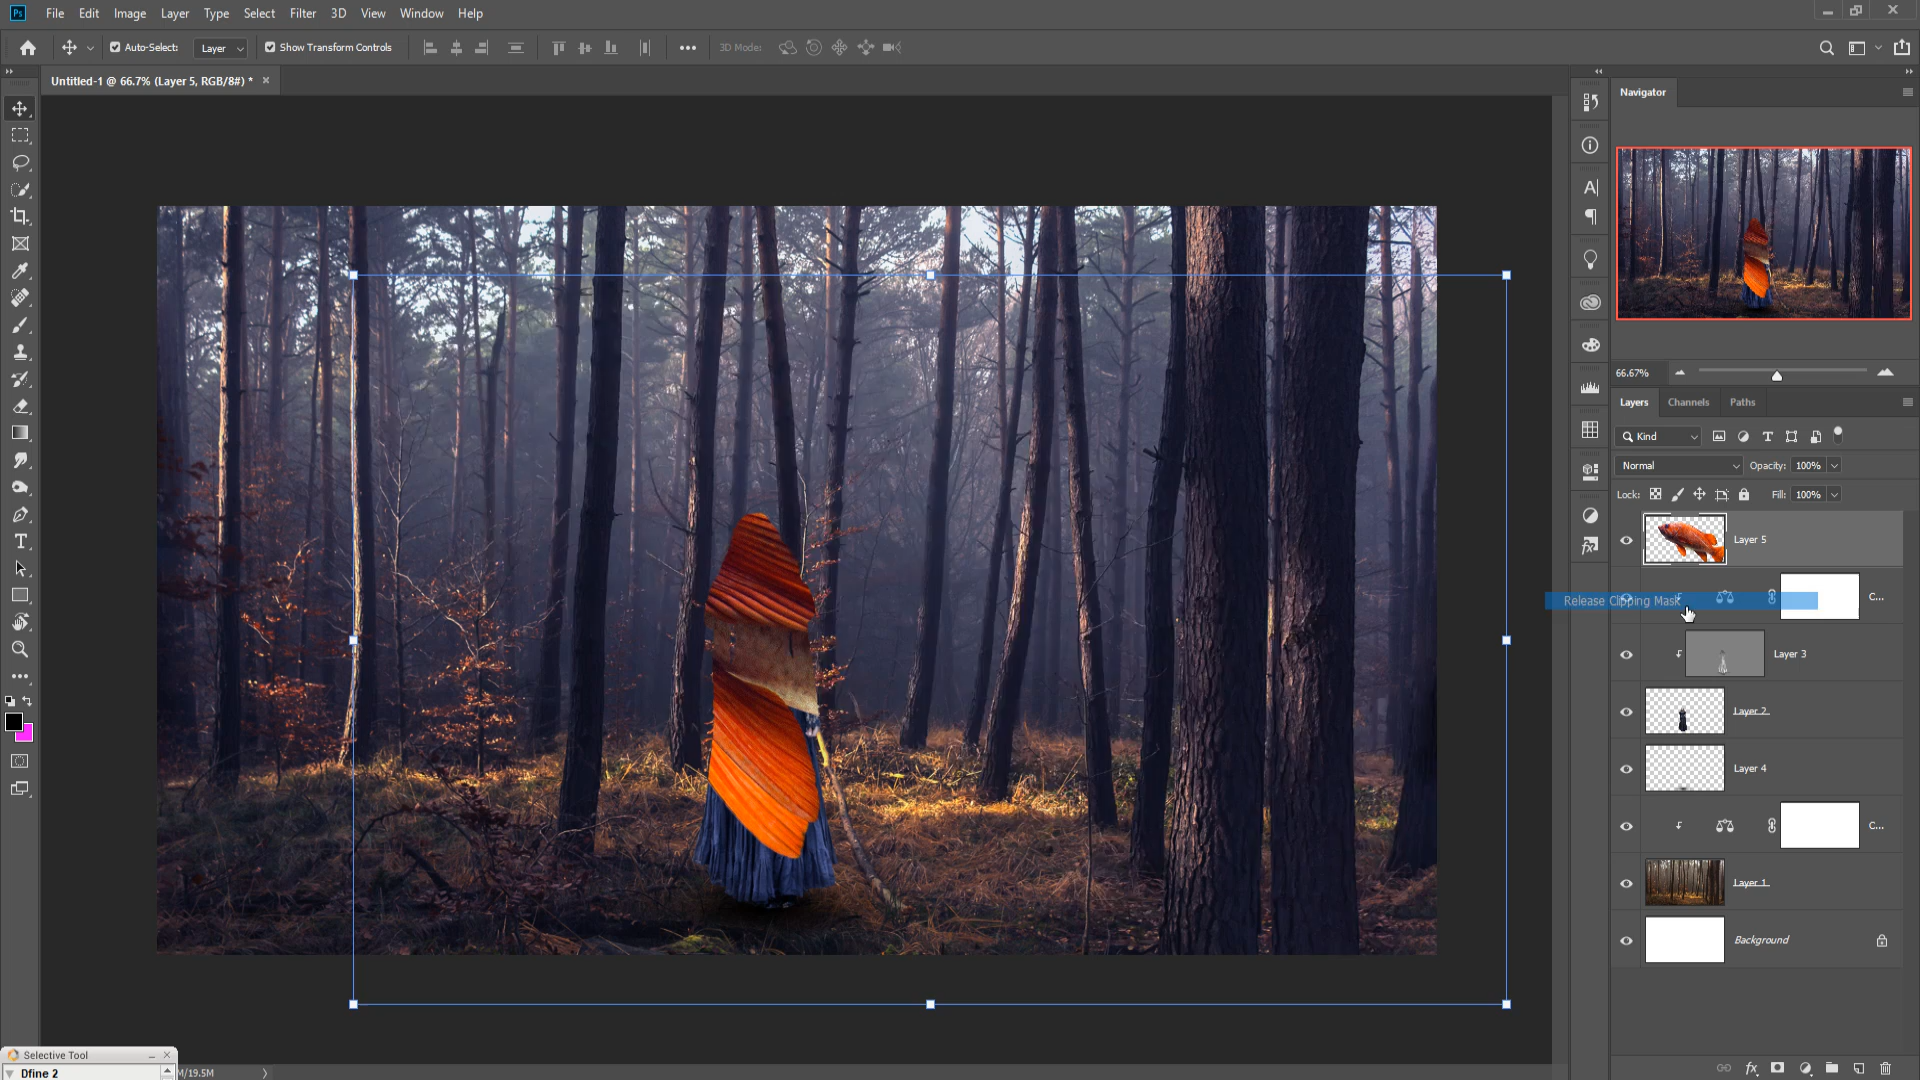 Ps File Edit Image Layer Type Select Filter 3D View Window Help
Auto-Select: Layer Show Transform Controls 3D Mode:
Untitled-1 @ 66.7% (Layer 5, RGB/8#) *
Navigator
66.67%
Layers Channels Paths
Kind
Normal Opacity: 100%
Lock: Fill: 100%
Layer 5
Release Clipping Mask
C...
Layer 3
Layer 2
Layer 4
C...
Layer 1
Background
Selective Tool
Dfine 2
M/19.5M